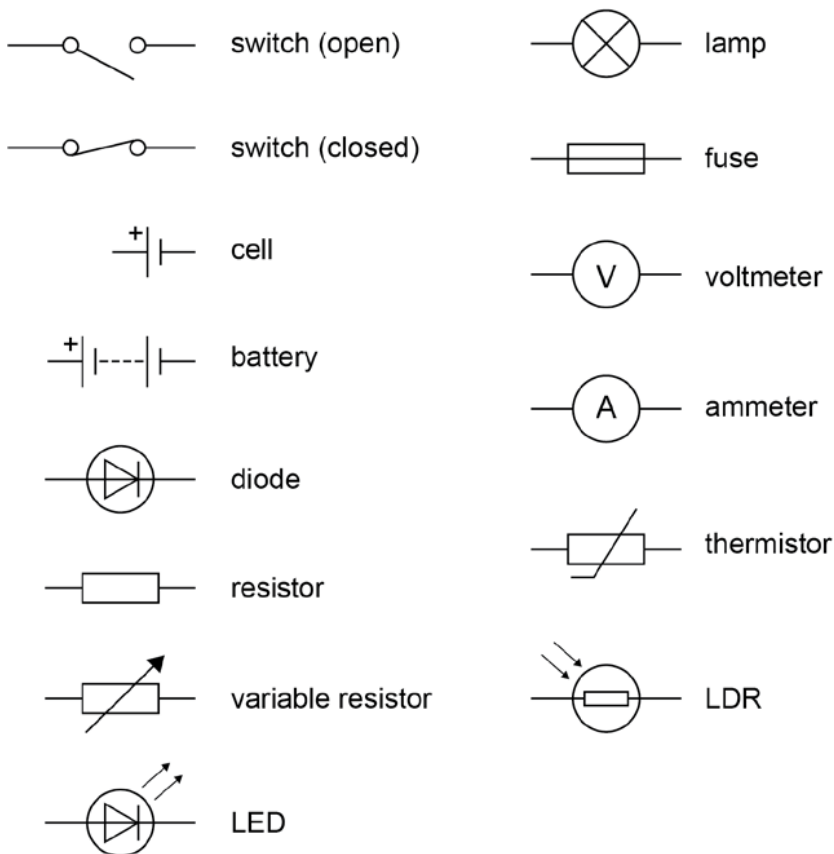 switch (open)
switch (closed)
+
cell
+
battery
diode
resistor
variable resistor
LED
lamp
fuse
V
voltmeter
A
ammeter
thermistor
LDR